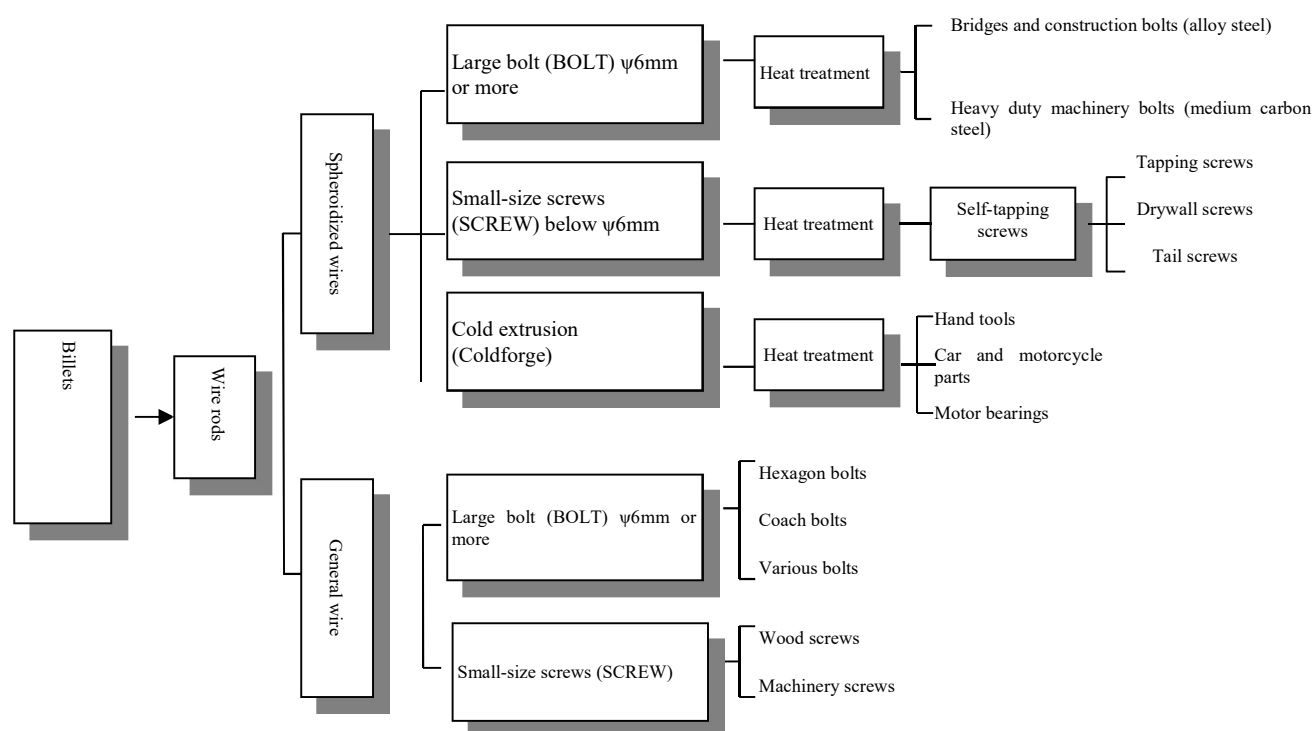 Billets
Wire rods
Spheroidized wires
Large bolt (BOLT) ψ6mm
or more
Heat treatment
Bridges and construction bolts (alloy steel)
Heavy duty machinery bolts (medium carbon
steel)
Small-size screws
(SCREW) below ψ6mm
Heat treatment
Self-tapping
screws
Tapping screws
Drywall screws
Tail screws
Cold extrusion
(Coldforge)
Heat treatment
Hand tools
Car and motorcycle
parts
Motor bearings
General wire
Large bolt (BOLT) ψ6mm or
more
Hexagon bolts
Coach bolts
Various bolts
Small-size screws (SCREW)
Wood screws
Machinery screws